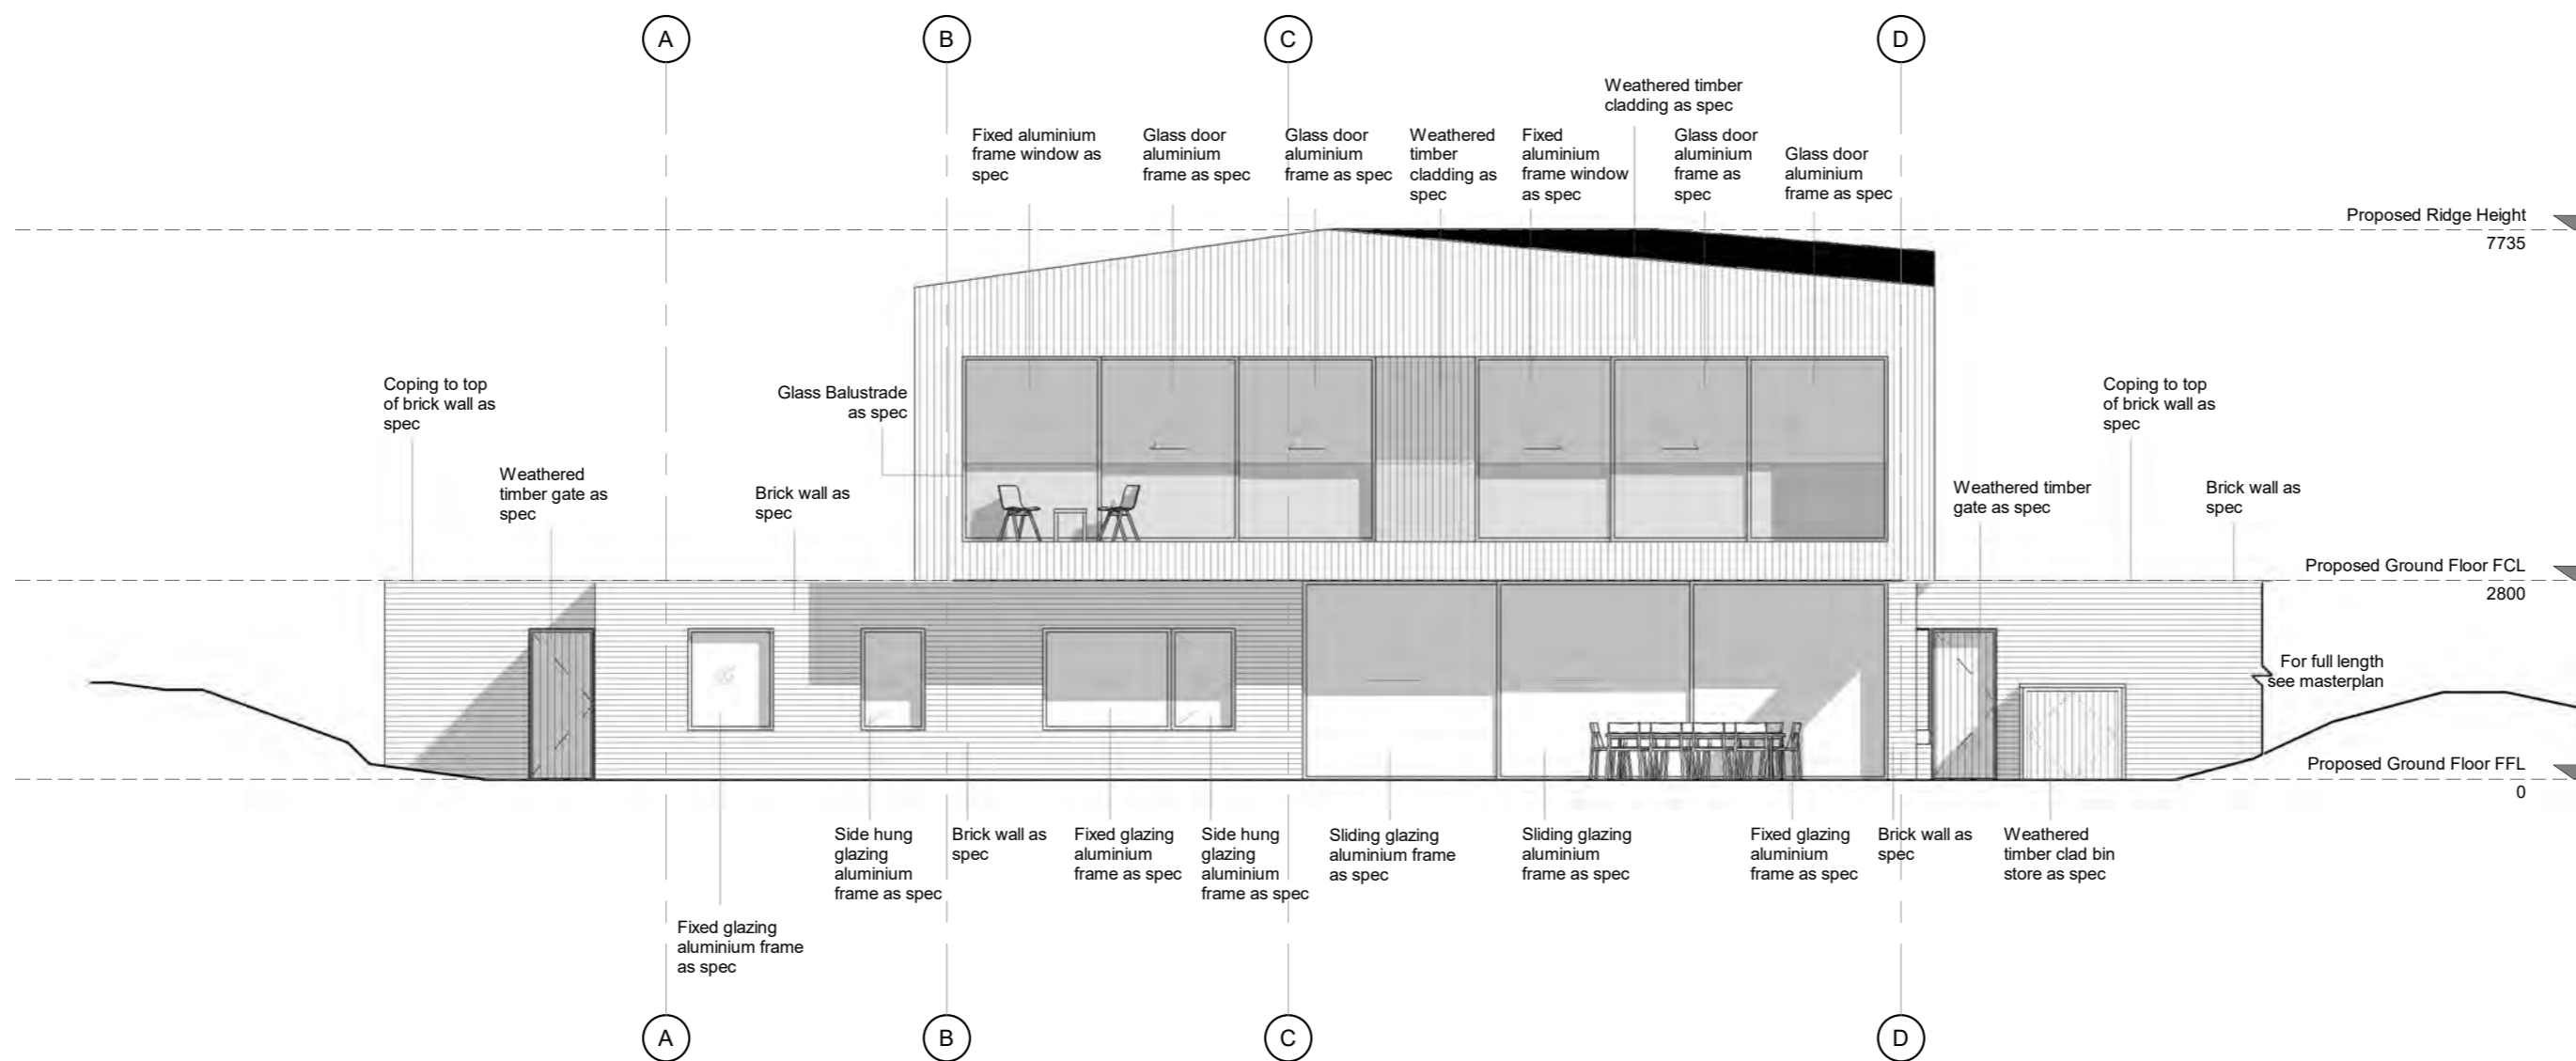 A
B
C
D
Weathered timber
cladding as spec
Fixed aluminium
frame window as
spec
Glass door
aluminium
frame as spec
Glass door
aluminium
frame as spec
Weathered
timber
cladding as
spec
Fixed
aluminium
frame window
as spec
Glass door
aluminium
frame as
spec
Glass door
aluminium
frame as spec
Proposed Ridge Height
7735
Coping to top
of brick wall as
spec
Glass Balustrade
as spec
Coping to top
of brick wall as
spec
Weathered
timber gate as
spec
Brick wall as
spec
Weathered timber
gate as spec
Brick wall as
spec
Proposed Ground Floor FCL
2800
For full length
see masterplan
Proposed Ground Floor FFL
0
Side hung
glazing
aluminium
frame as spec
Brick wall as
spec
Fixed glazing
aluminium
frame as spec
Side hung
glazing
aluminium
frame as spec
Sliding glazing
aluminium frame
as spec
Sliding glazing
aluminium
frame as spec
Fixed glazing
aluminium
frame as spec
Brick wall as
spec
Weathered
timber clad bin
store as spec
Fixed glazing
aluminium frame
as spec
A
B
C
D